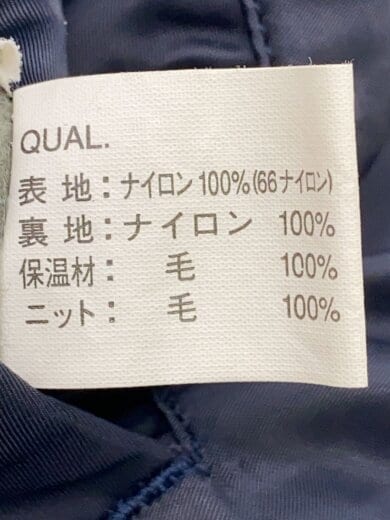 QUAL.
表 地：ナイロン100%(66ナイロン)
裏 地：ナイロン 100%
保温材： 毛 100%
ニット： 毛 100%